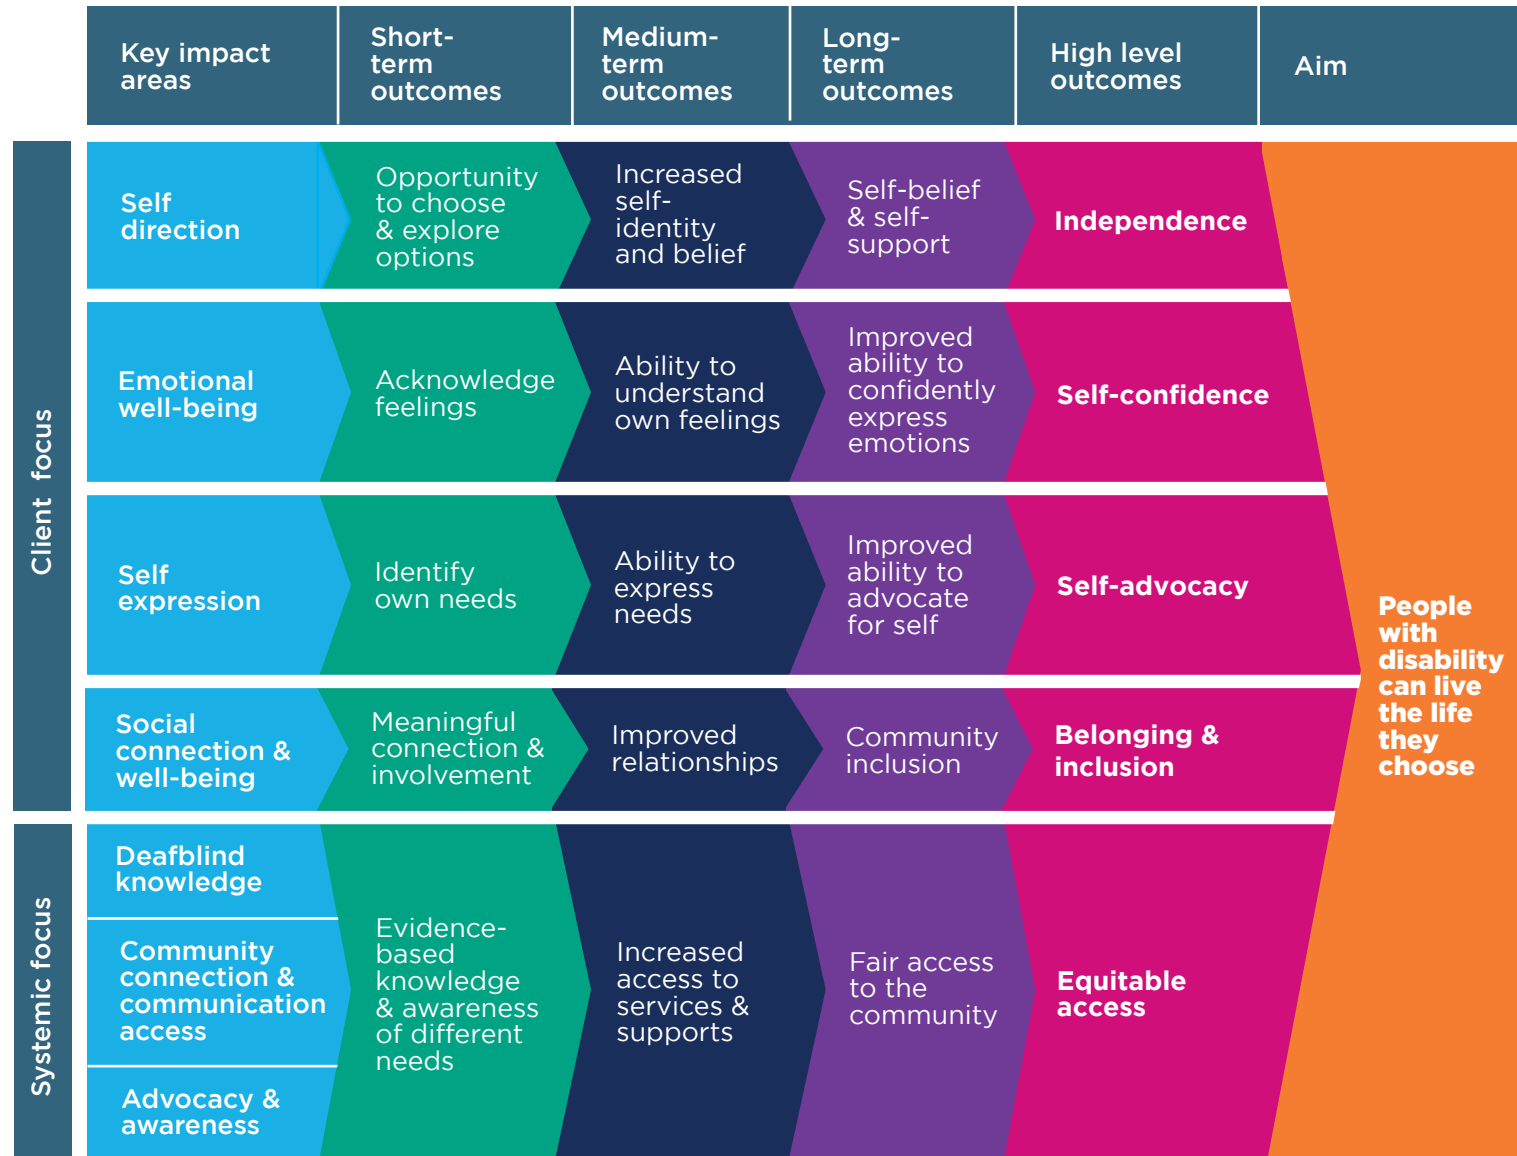 Key impact
areas
Short-
term
outcomes
Medium-
term
outcomes
Long-
term
outcomes
High level
outcomes
Aim
Client focus
Self
direction
Opportunity
to choose
& explore
options
Increased
self-
identity
and belief
Self-belief
& self-
support
Independence
Emotional
well-being
Acknowledge
feelings
Ability to
understand
own feelings
Improved
ability to
confidently
express
emotions
Self-confidence
Self
expression
Identify
own needs
Ability to
express
needs
Improved
ability to
advocate
for self
Self-advocacy
Social
connection &
well-being
Meaningful
connection &
involvement
Improved
relationships
Community
inclusion
Belonging &
inclusion
Systemic focus
Deafblind
knowledge
Community
connection &
communication
access
Advocacy &
awareness
Evidence-
based
knowledge
& awareness
of different
needs
Increased
access to
services &
supports
Fair access
to the
community
Equitable
access
People
with
disability
can live
the life
they
choose